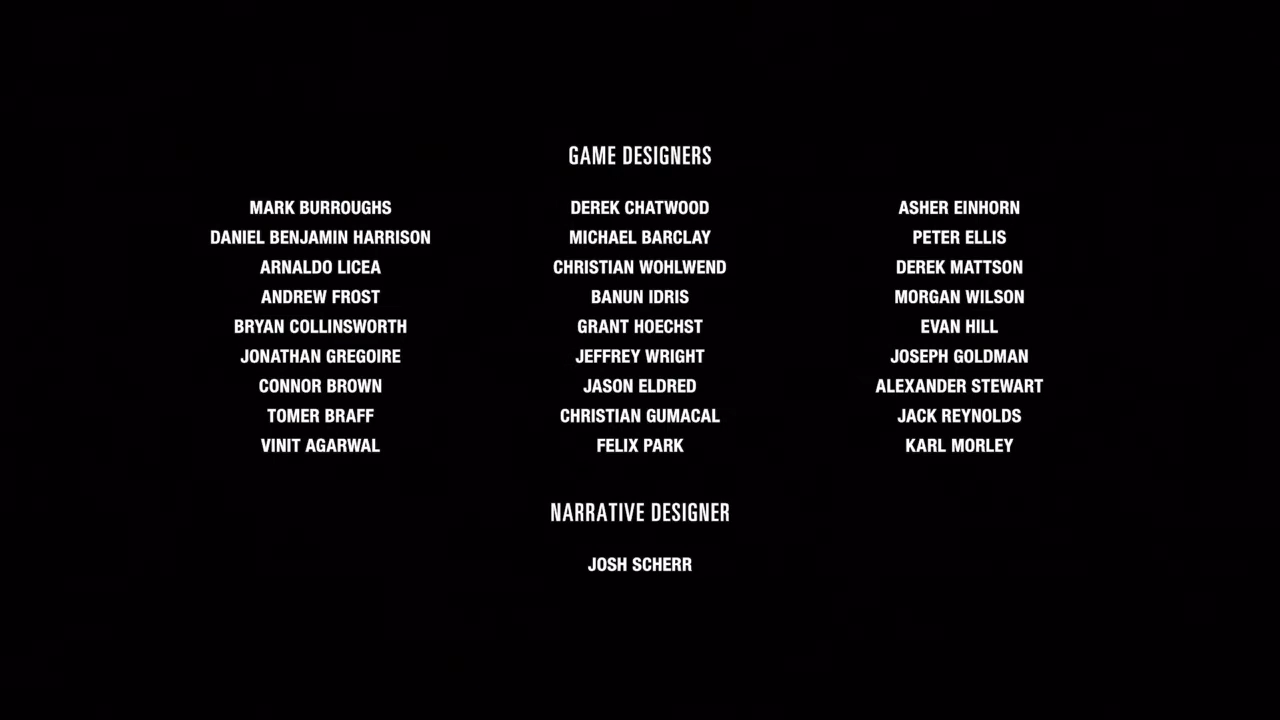 GAME DESIGNERS
MARK BURROUGHS DEREK CHATWOOD ASHER EINHORN
DANIEL BENJAMIN HARRISON MICHAEL BARCLAY PETER ELLIS
ARNALDO LICEA CHRISTIAN WOHLWEND DEREK MATTSON
ANDREW FROST BANUN IDRIS MORGAN WILSON
BRYAN COLLINSWORTH GRANT HOECHST EVAN HILL
JONATHAN GREGOIRE JEFFREY WRIGHT JOSEPH GOLDMAN
CONNOR BROWN JASON ELDRED ALEXANDER STEWART
TOMER BRAFF CHRISTIAN GUMACAL JACK REYNOLDS
VINIT AGARWAL FELIX PARK KARL MORLEY
NARRATIVE DESIGNER
JOSH SCHERR